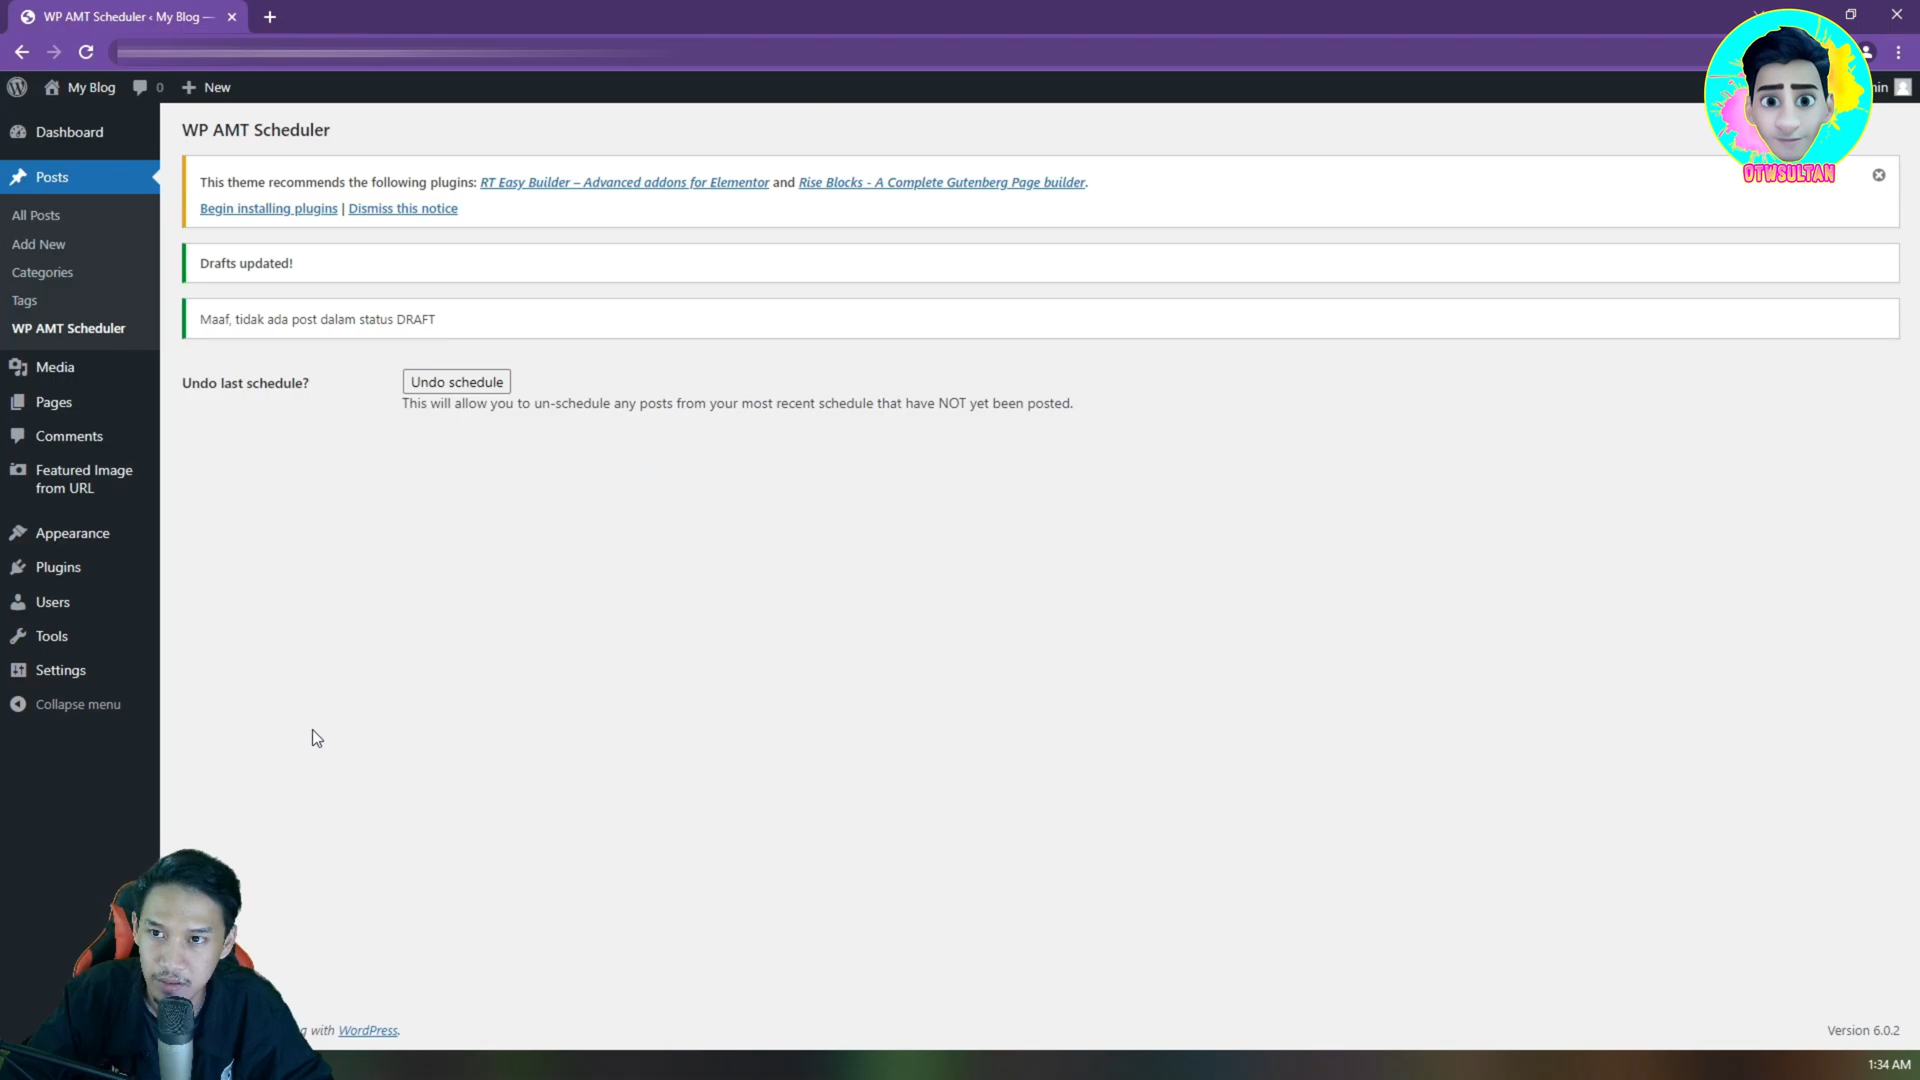 WP AMT Scheduler ‹ My Blog —
My Blog 0 New
OTWSULTAN
Dashboard
Posts
All Posts
Add New
Categories
Tags
WP AMT Scheduler
Media
Pages
Comments
Featured Image
from URL
Appearance
Plugins
Users
Tools
Settings
Collapse menu
WP AMT Scheduler
This theme recommends the following plugins: RT Easy Builder – Advanced addons for Elementor and Rise Blocks - A Complete Gutenberg Page builder.
Begin installing plugins | Dismiss this notice
Drafts updated!
Maaf, tidak ada post dalam status DRAFT
Undo last schedule? Undo schedule
This will allow you to un-schedule any posts from your most recent schedule that have NOT yet been posted.
with WordPress.
Version 6.0.2
1:34 AM